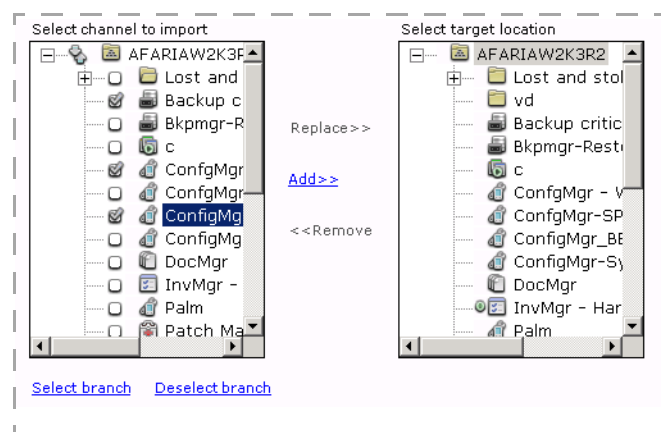 Select channel to import
AFARIAW2K3F
Lost and
Backup c
Bkpmgr-R
c
ConfgMgr
ConfgMgr
ConfigMg
ConfigMg
DocMgr
InvMgr -
Palm
Patch Ma
Select branch
Deselect branch
Replace>>
Add>>
<<Remove
Select target location
AFARIAW2K3R2
Lost and stol
vd
Backup critic
Bkpmgr-Rest
c
ConfgMgr - V
ConfgMgr-SP
ConfigMgr_BE
ConfigMgr-Sy
DocMgr
InvMgr - Har
Palm